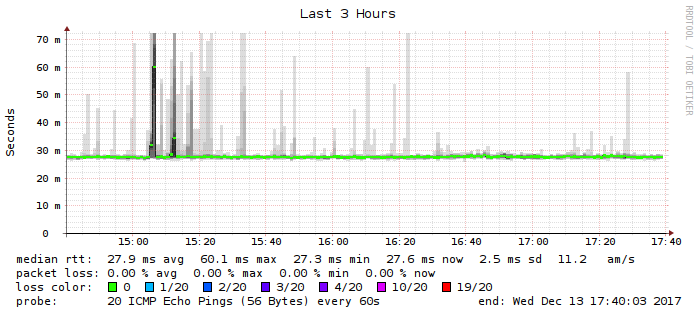 Last 3 Hours
RRDTOOL / TOBI OETIKER
Seconds
70 m
60 m
50 m
40 m
30 m
20 m
10 m
0
15:00 15:20 15:40 16:00 16:20 16:40 17:00 17:20 17:40
median rtt: 27.9 ms avg 60.1 ms max 27.3 ms min 27.6 ms now 2.5 ms sd 11.2 am/s
packet loss: 0.00 % avg 0.00 % max 0.00 % min 0.00 % now
loss color: 0 1/20 2/20 3/20 4/20 10/20 19/20
probe: 20 ICMP Echo Pings (56 Bytes) every 60s end: Wed Dec 13 17:40:03 2017